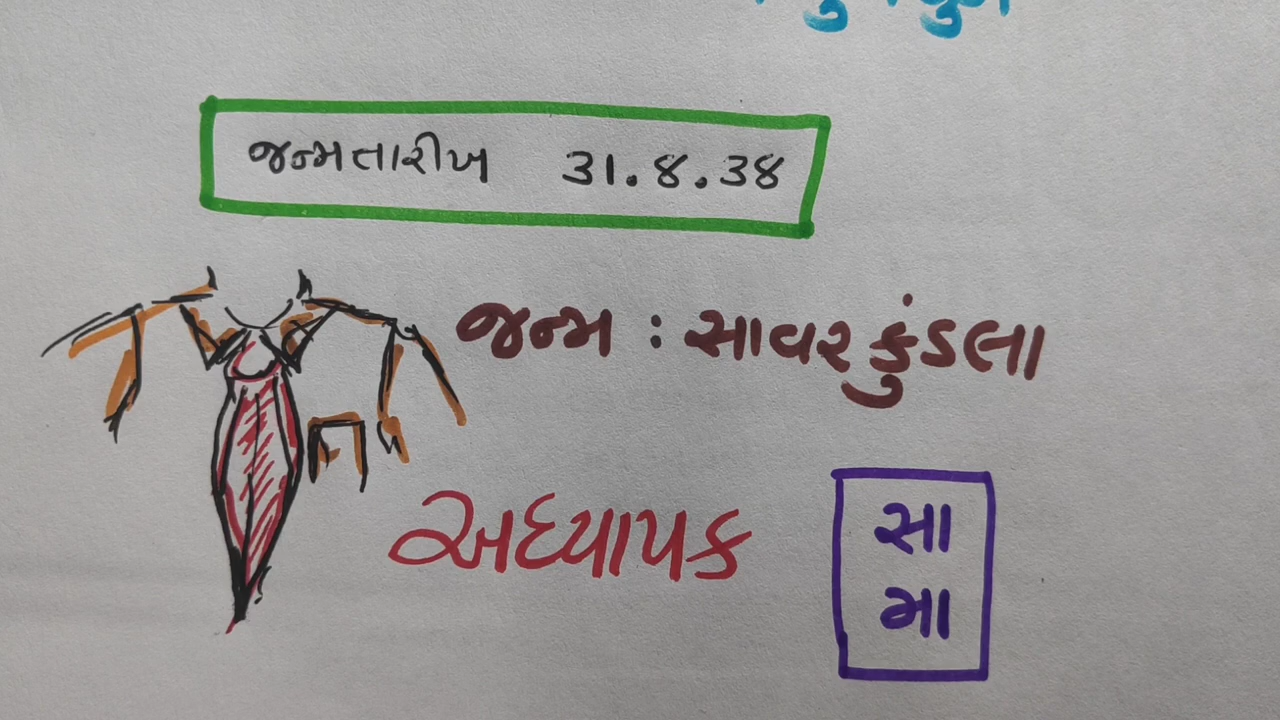 જન્મતારીખ 31.8.38
જન્મ : સાવરકુંડલા
અધ્યાપક
સા
મા